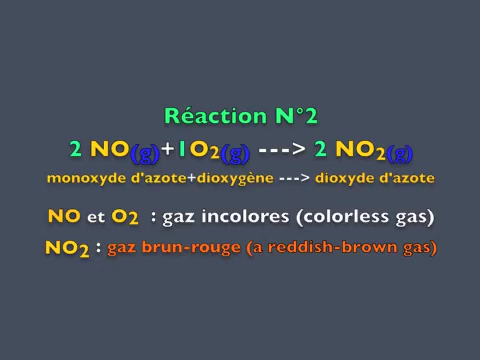 Réaction N°2
2 NO(g)+1O2(g) ---> 2 NO2(g)
monoxyde d'azote+dioxygène ---> dioxyde d'azote
NO et O2 : gaz incolores (colorless gas)
NO2 : gaz brun-rouge (a reddish-brown gas)